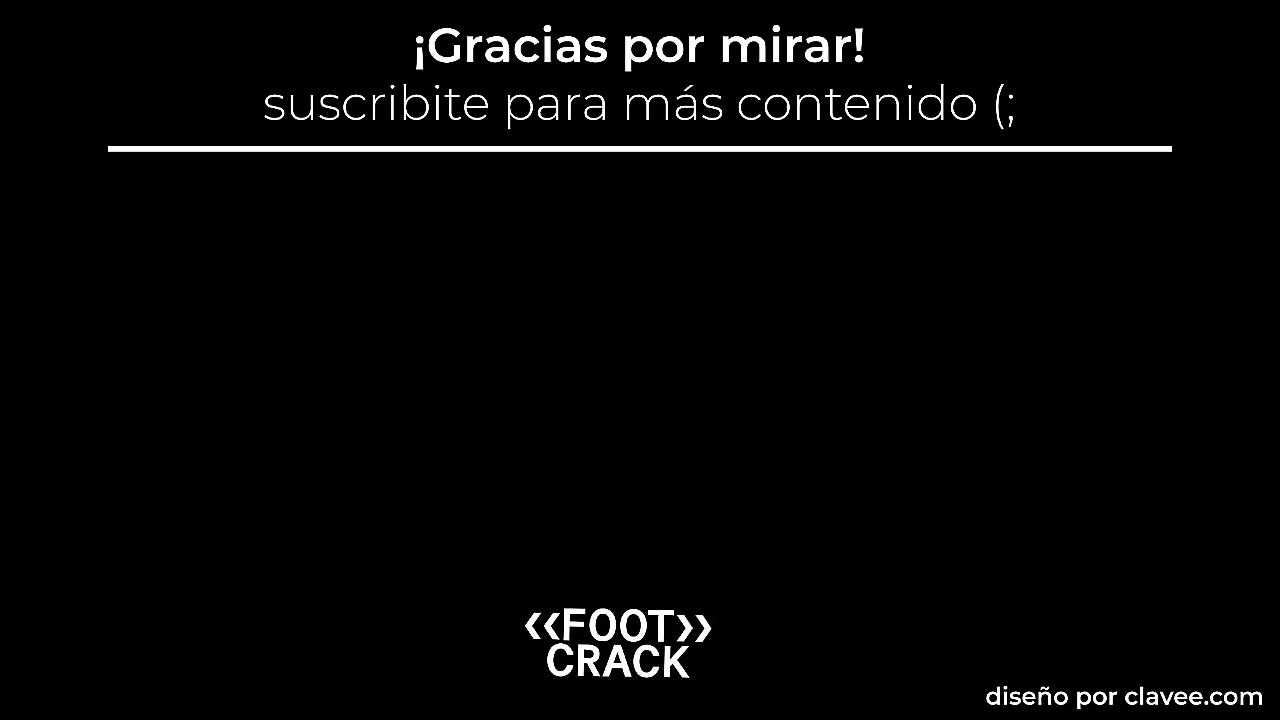 ¡Gracias por mirar!
suscribite para más contenido (;
‹‹FOOT››
CRACK
diseño por clavee.com